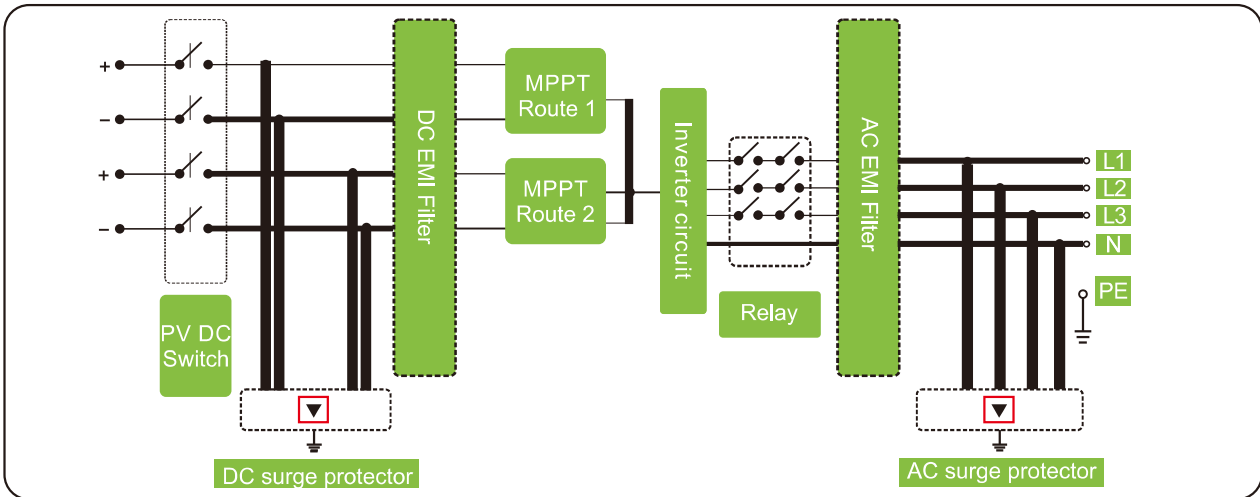 +
−
+
−
PV DC
Switch
DC surge protector
DC EMI Filter
MPPT
Route 1
MPPT
Route 2
Inverter circuit
Relay
AC EMI Filter
L1
L2
L3
N
PE
AC surge protector